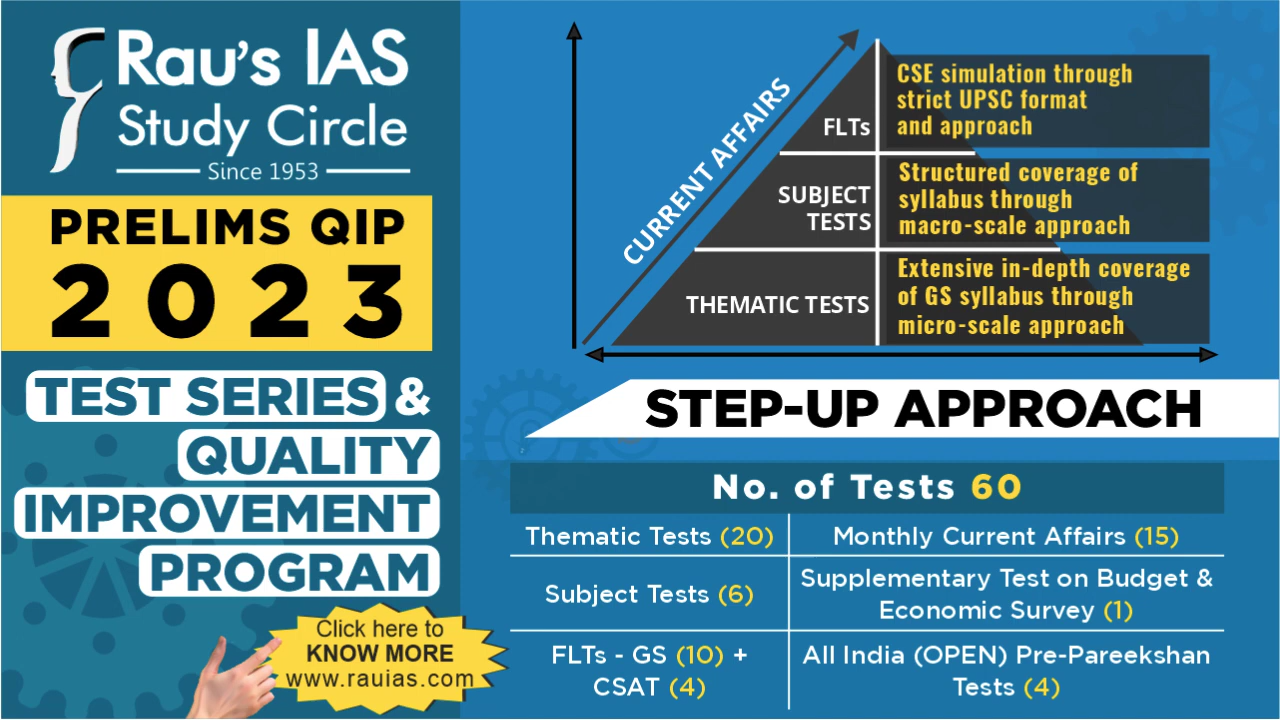 Rau's IAS
Study Circle
Since 1953
PRELIMS QIP
2023
TEST SERIES &
QUALITY
IMPROVEMENT
PROGRAM
Click here to
KNOW MORE
www.rauias.com
CURRENT AFFAIRS
FLTs
CSE simulation through
strict UPSC format
and approach
SUBJECT
TESTS
Structured coverage of
syllabus through
macro-scale approach
THEMATIC TESTS
Extensive in-depth coverage
of GS syllabus through
micro-scale approach
STEP-UP APPROACH
No. of Tests 60
Thematic Tests (20)
Monthly Current Affairs (15)
Subject Tests (6)
Supplementary Test on Budget &
Economic Survey (1)
FLTs - GS (10) +
CSAT (4)
All India (OPEN) Pre-Pareekshan
Tests (4)